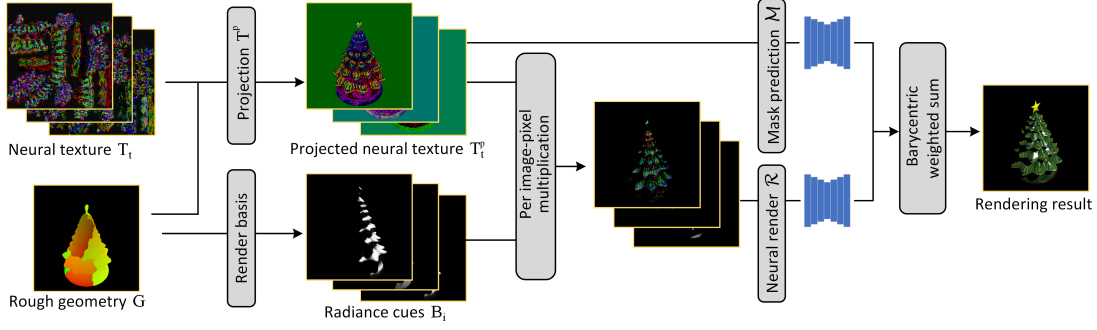 Neural texture T_t
Rough geometry G
Projection T^p
Render basis
Projected neural texture T_t^p
Radiance cues B_i
Per image-pixel
multiplication
Mask prediction ℳ
Neural render ℛ
Barycentric
weighted sum
Rendering result